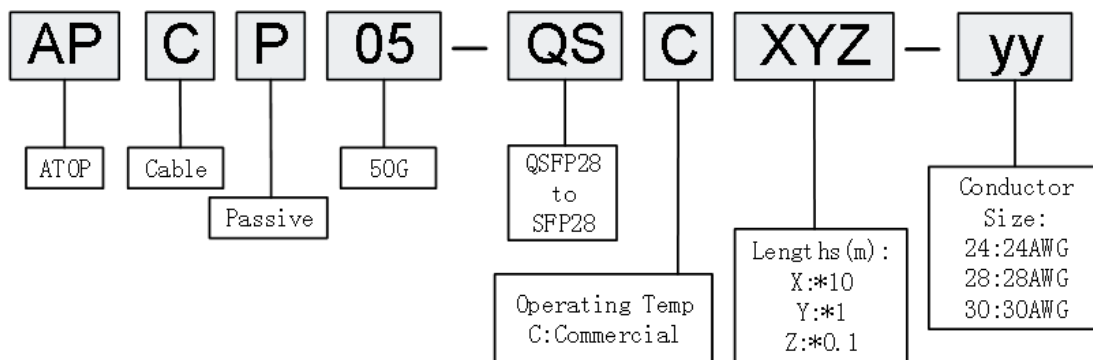 AP C P 05 - QS C XYZ - yy
ATOP
Cable
Passive
50G
QSFP28
to
SFP28
Operating Temp
C:Commercial
Lengths(m):
X:*10
Y:*1
Z:*0.1
Conductor
Size:
24:24AWG
28:28AWG
30:30AWG